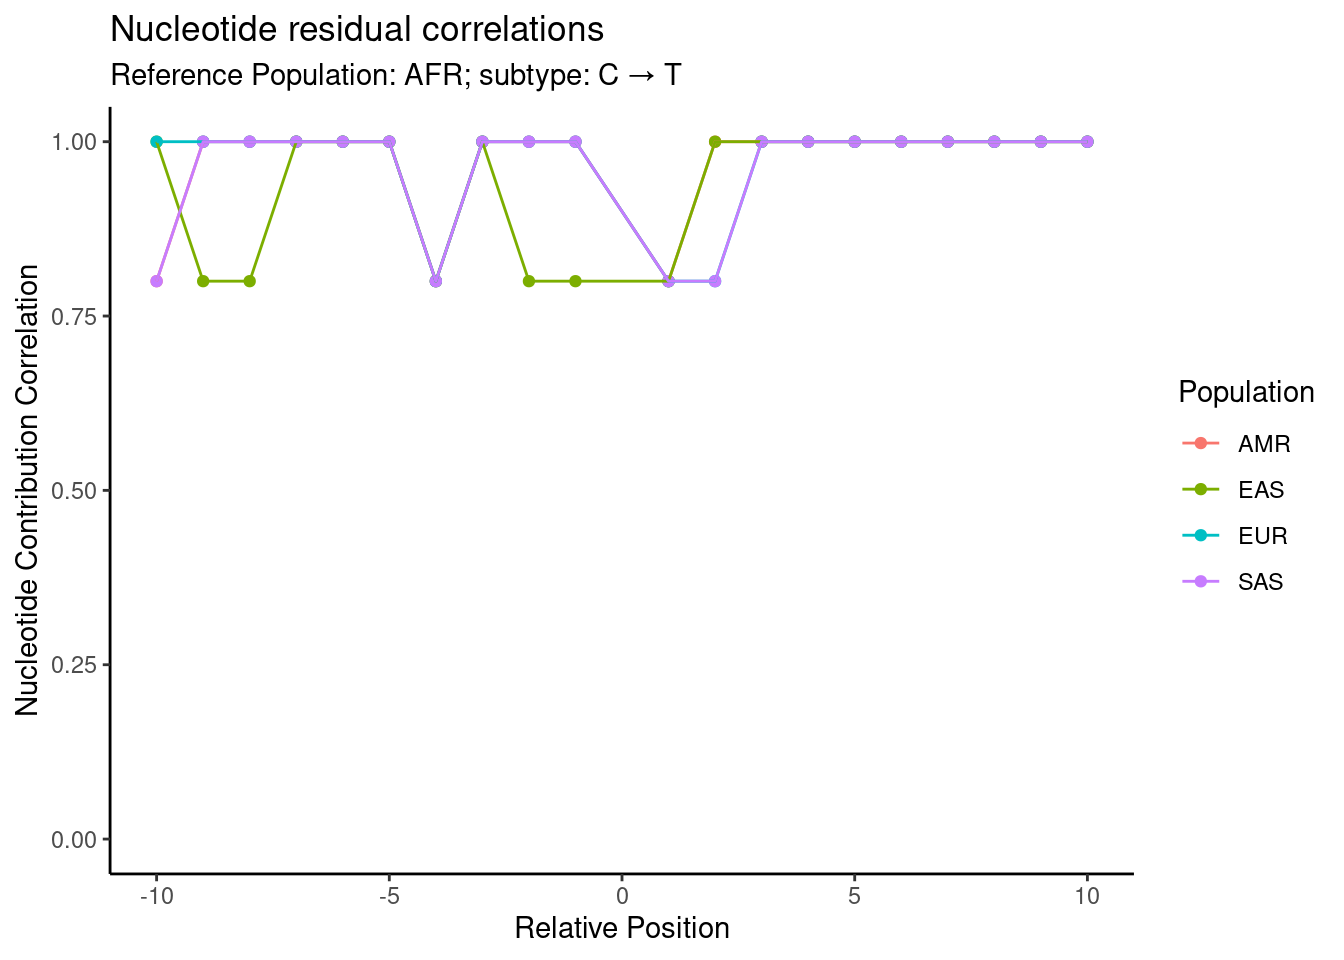 Nucleotide residual correlations
Reference Population: AFR; subtype: C → T
Nucleotide Contribution Correlation
1.00
0.75
0.50
0.25
0.00
-10
-5
0
5
10
Relative Position
Population
AMR
EAS
EUR
SAS